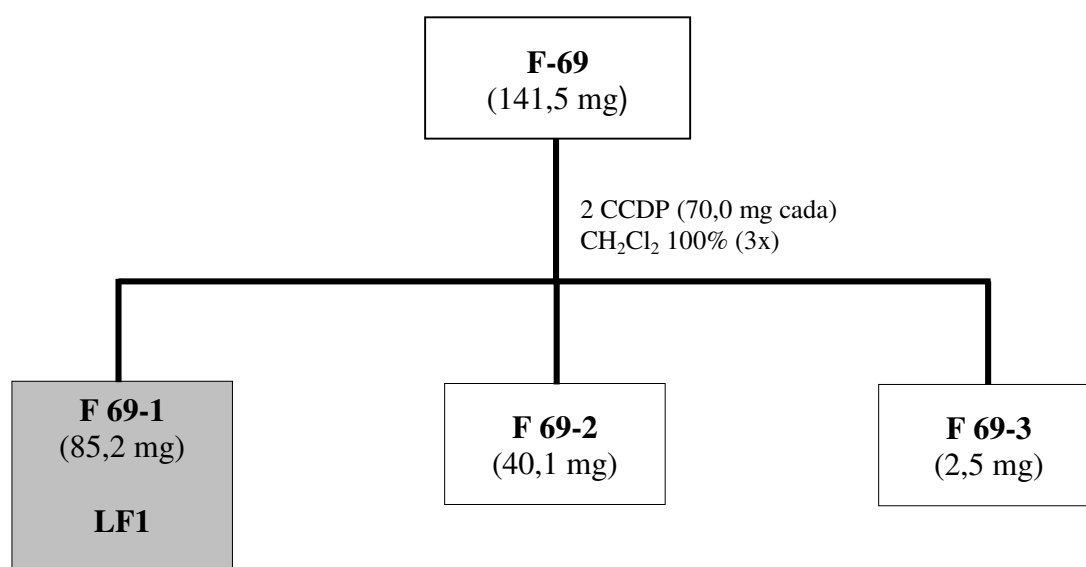 F-69
(141,5 mg)
2 CCDP (70,0 mg cada)
CH₂Cl₂ 100% (3x)
F 69-1
(85,2 mg)
LF1
F 69-2
(40,1 mg)
F 69-3
(2,5 mg)